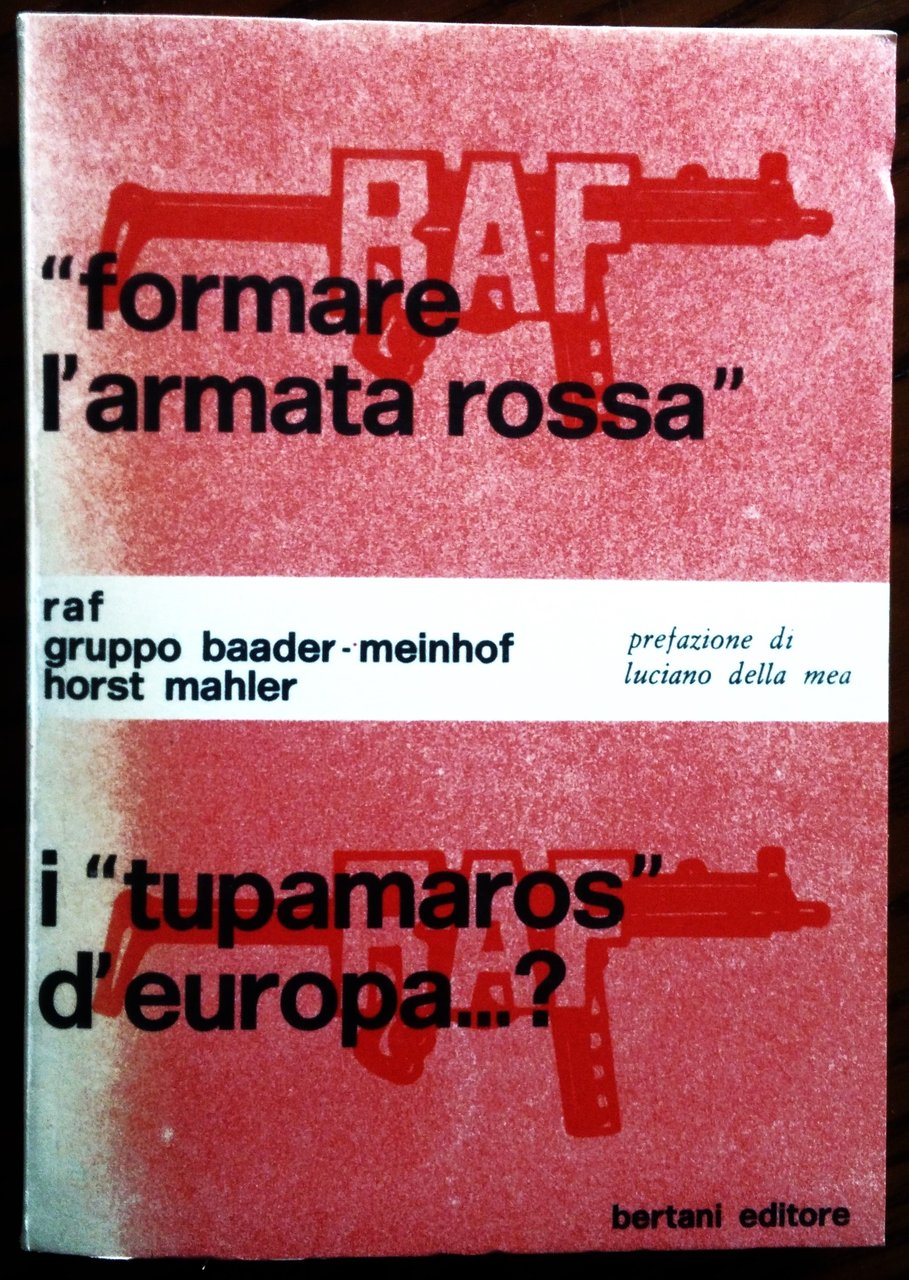 RAF
“formare
l'armata rossa”
raf
gruppo baader-meinhof
horst mahler
prefazione di
luciano della mea
RAF
i “tupamaros”
d'europa...?
bertani editore